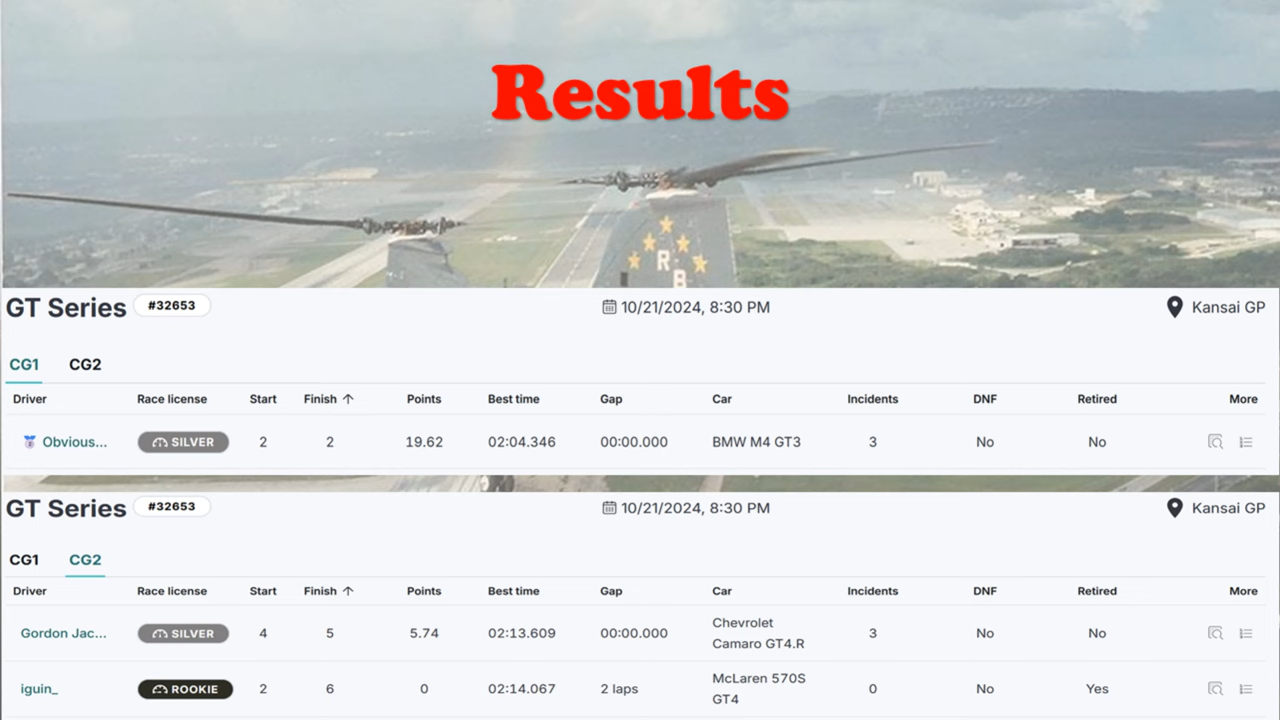 Results
R
B
GT Series #32653 10/21/2024, 8:30 PM Kansai GP
CG1 CG2
Driver Race license Start Finish ↑ Points Best time Gap Car Incidents DNF Retired More
Obvious... SILVER 2 2 19.62 02:04.346 00:00.000 BMW M4 GT3 3 No No
GT Series #32653 10/21/2024, 8:30 PM Kansai GP
CG1 CG2
Driver Race license Start Finish ↑ Points Best time Gap Car Incidents DNF Retired More
Gordon Jac... SILVER 4 5 5.74 02:13.609 00:00.000 Chevrolet Camaro GT4.R 3 No No
iguin_ ROOKIE 2 6 0 02:14.067 2 laps McLaren 570S GT4 0 No Yes